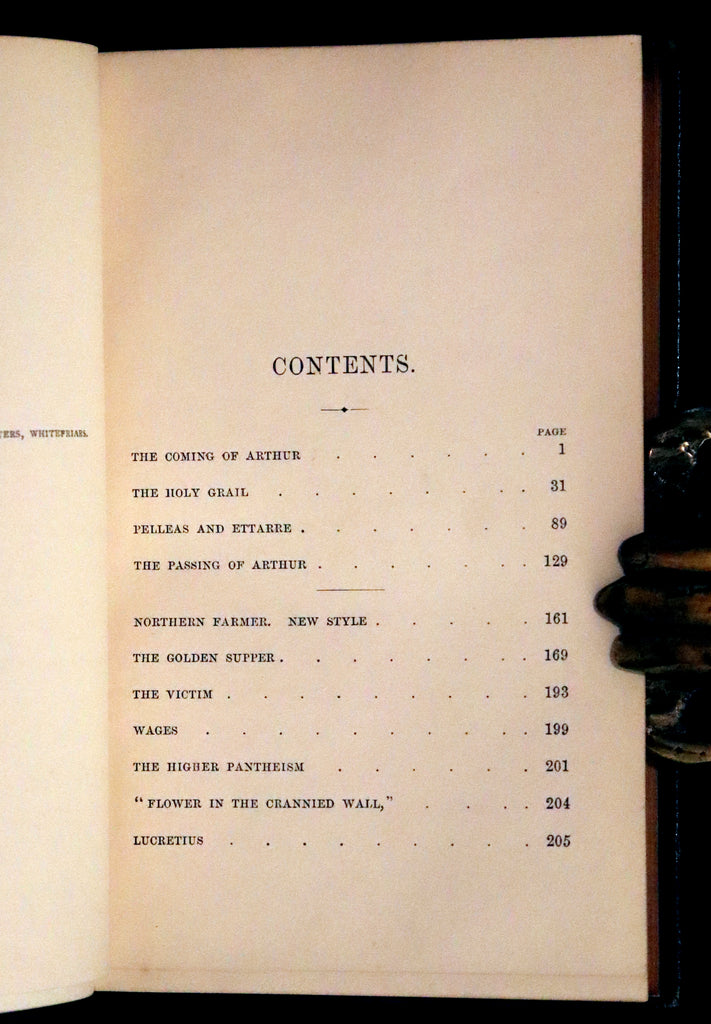 WHITEFRIARS.
CONTENTS.
PAGE
THE COMING OF ARTHUR . . . . . . 1
THE HOLY GRAIL . . . . . . . . 31
PELLEAS AND ETTARRE . . . . . . . 89
THE PASSING OF ARTHUR . . . . . . . 129
NORTHERN FARMER. NEW STYLE . . . . . 161
THE GOLDEN SUPPER . . . . . . . . 169
THE VICTIM . . . . . . . . . 193
WAGES . . . . . . . . . . 199
THE HIGHER PANTHEISM . . . . . . 201
“FLOWER IN THE CRANNIED WALL,” . . . . 204
LUCRETIUS . . . . . . . . . 205